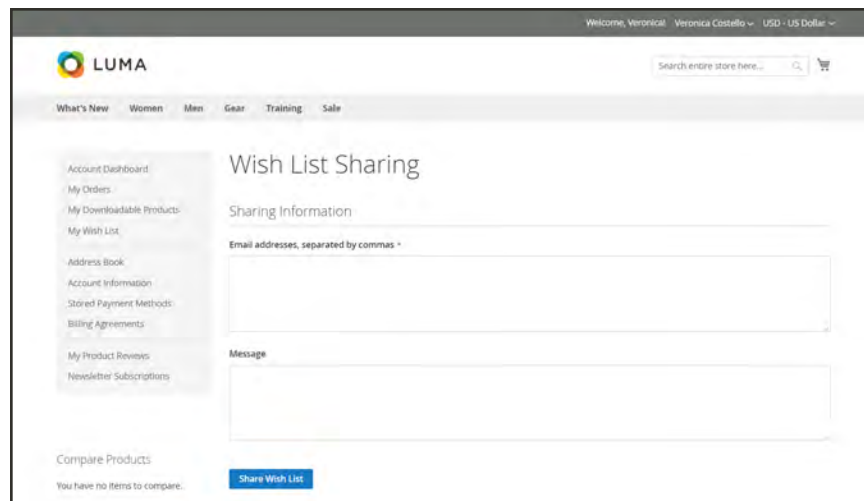 Welcome, Veronica! Veronica Costello USD - US Dollar
LUMA
Search entire store here...
What's New Women Men Gear Training Sale
Account Dashboard
My Orders
My Downloadable Products
My Wish List
Address Book
Account Information
Stored Payment Methods
Billing Agreements
My Product Reviews
Newsletter Subscriptions
Compare Products
You have no items to compare.
Wish List Sharing
Sharing Information
Email addresses, separated by commas *
Message
Share Wish List